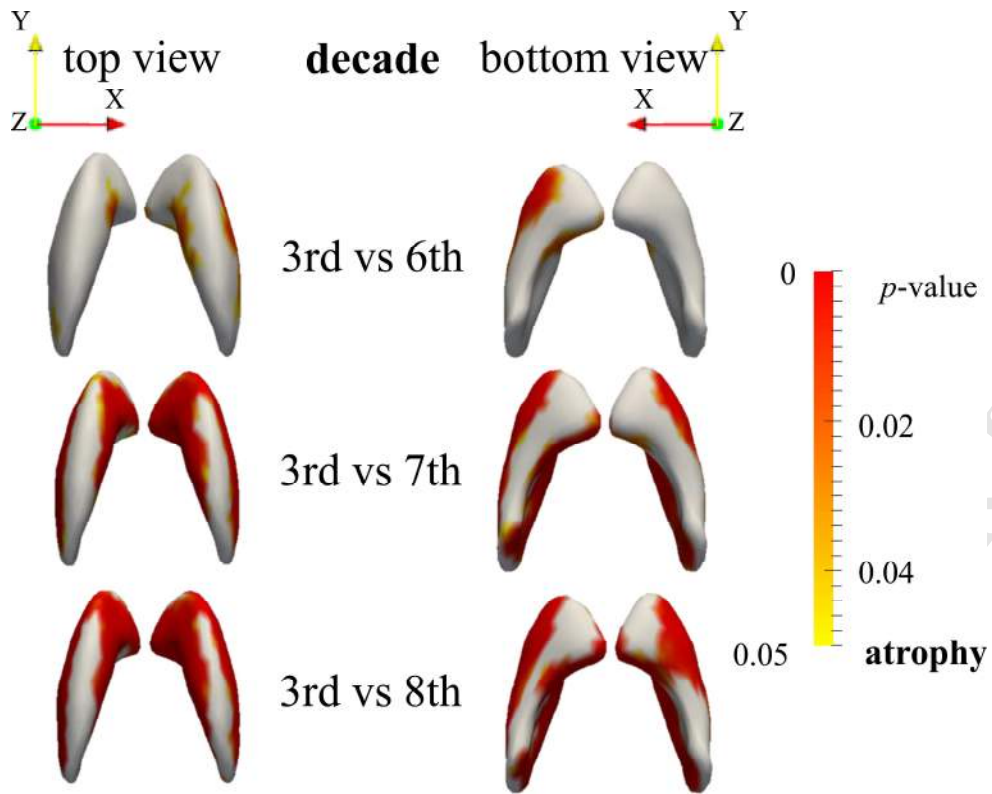 Y
top view
decade
bottom view
Y
X
X
Z
Z
3rd vs 6th
0
p-value
0.02
3rd vs 7th
0.04
0.05
atrophy
3rd vs 8th